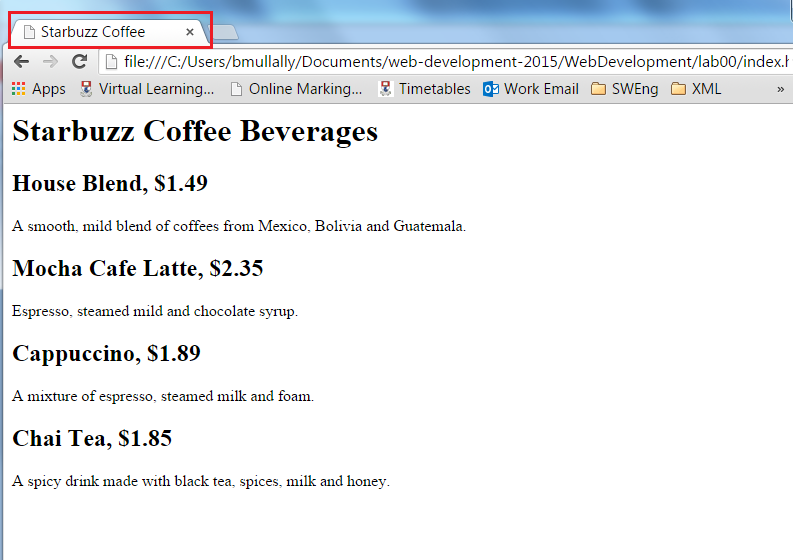 Starbuzz Coffee
file:///C:/Users/bmullally/Documents/web-development-2015/WebDevelopment/lab00/index.h
Apps Virtual Learning... Online Marking... Timetables Work Email SWEng XML »
Starbuzz Coffee Beverages
House Blend, $1.49
A smooth, mild blend of coffees from Mexico, Bolivia and Guatemala.
Mocha Cafe Latte, $2.35
Espresso, steamed mild and chocolate syrup.
Cappuccino, $1.89
A mixture of espresso, steamed milk and foam.
Chai Tea, $1.85
A spicy drink made with black tea, spices, milk and honey.